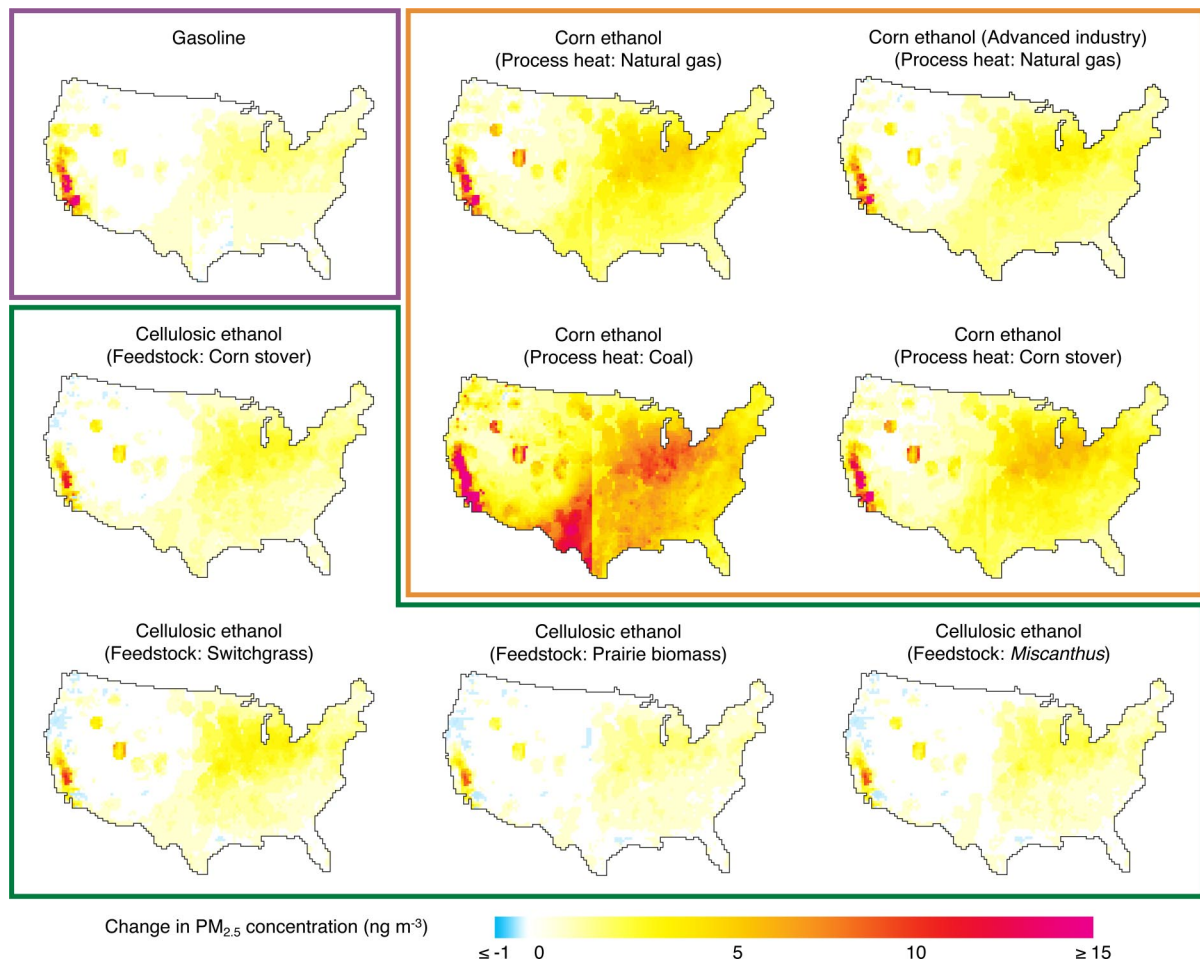 Gasoline
Corn ethanol
(Process heat: Natural gas)
Corn ethanol (Advanced industry)
(Process heat: Natural gas)
Cellulosic ethanol
(Feedstock: Corn stover)
Corn ethanol
(Process heat: Coal)
Corn ethanol
(Process heat: Corn stover)
Cellulosic ethanol
(Feedstock: Switchgrass)
Cellulosic ethanol
(Feedstock: Prairie biomass)
Cellulosic ethanol
(Feedstock: Miscanthus)
Change in PM2.5 concentration (ng m-3)
≤ -1 0 5 10 ≥ 15